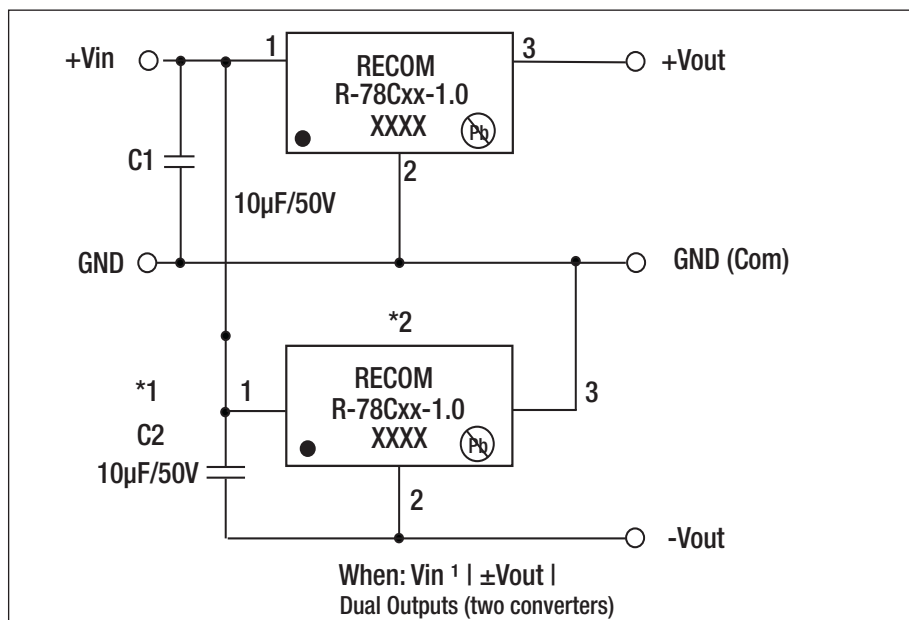 +Vin
1
RECOM
R-78Cxx-1.0
XXXX
Pb
3
+Vout
C1
2
10µF/50V
GND
GND (Com)
*2
*1
C2
10µF/50V
1
RECOM
R-78Cxx-1.0
XXXX
Pb
3
2
-Vout
When: Vin ¹ | ±Vout |
Dual Outputs (two converters)